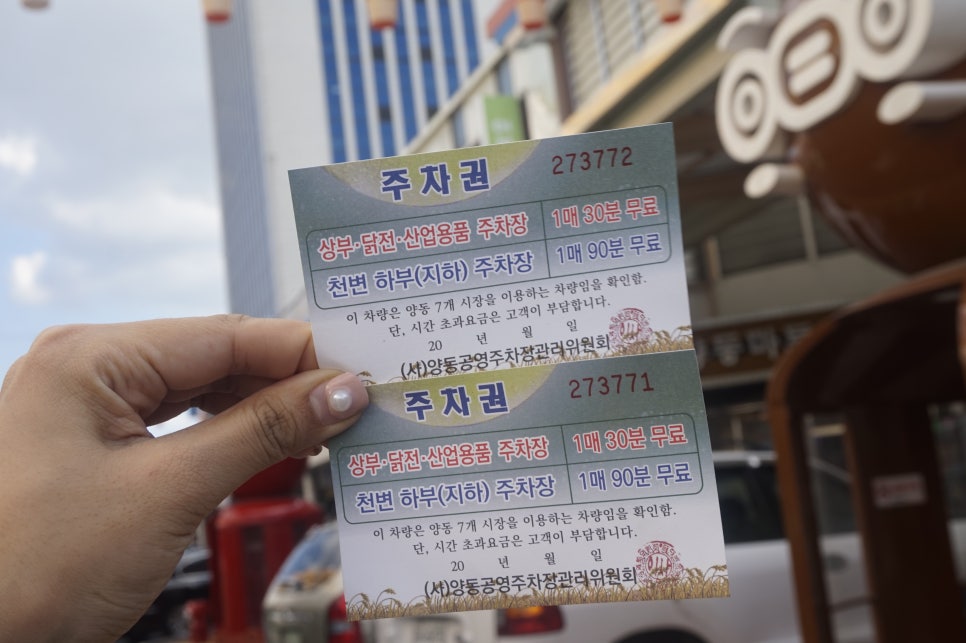 주차권 273772
상부·닭전·산업용품 주차장 1매 30분 무료
천변 하부(지하) 주차장 1매 90분 무료
이 차량은 양동 7개 시장을 이용하는 차량임을 확인함.
단, 시간 초과요금은 고객이 부담합니다.
20 년 월 일
(사)양동공영주차장관리위원회
주차권 273771
상부·닭전·산업용품 주차장 1매 30분 무료
천변 하부(지하) 주차장 1매 90분 무료
이 차량은 양동 7개 시장을 이용하는 차량임을 확인함.
단, 시간 초과요금은 고객이 부담합니다.
20 년 월 일
(사)양동공영주차장관리위원회